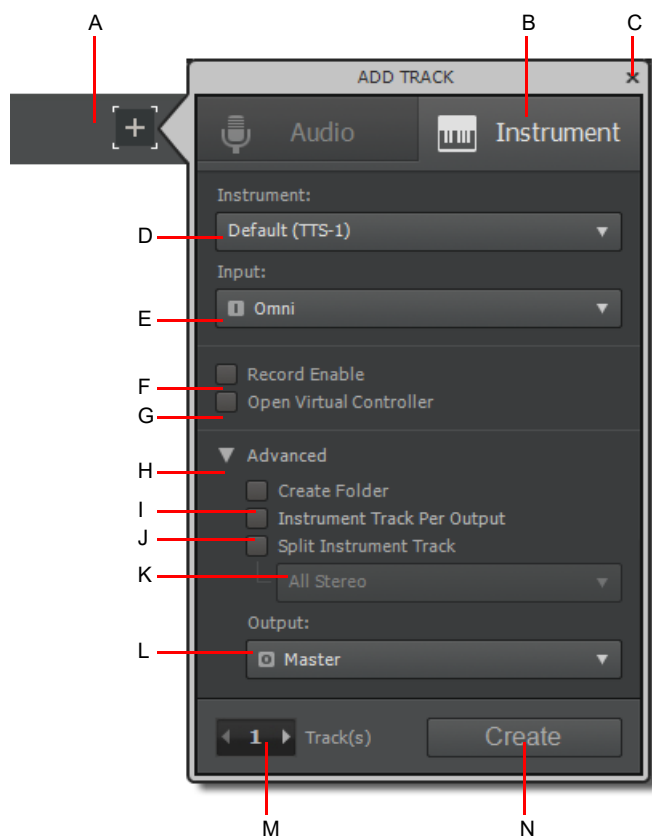 A
B
C
ADD TRACK
Audio
Instrument
Instrument:
D
Default (TTS-1)
Input:
E
Omni
Record Enable
F
Open Virtual Controller
G
Advanced
H
Create Folder
I
Instrument Track Per Output
J
Split Instrument Track
K
All Stereo
Output:
L
Master
1 Track(s)
Create
M
N